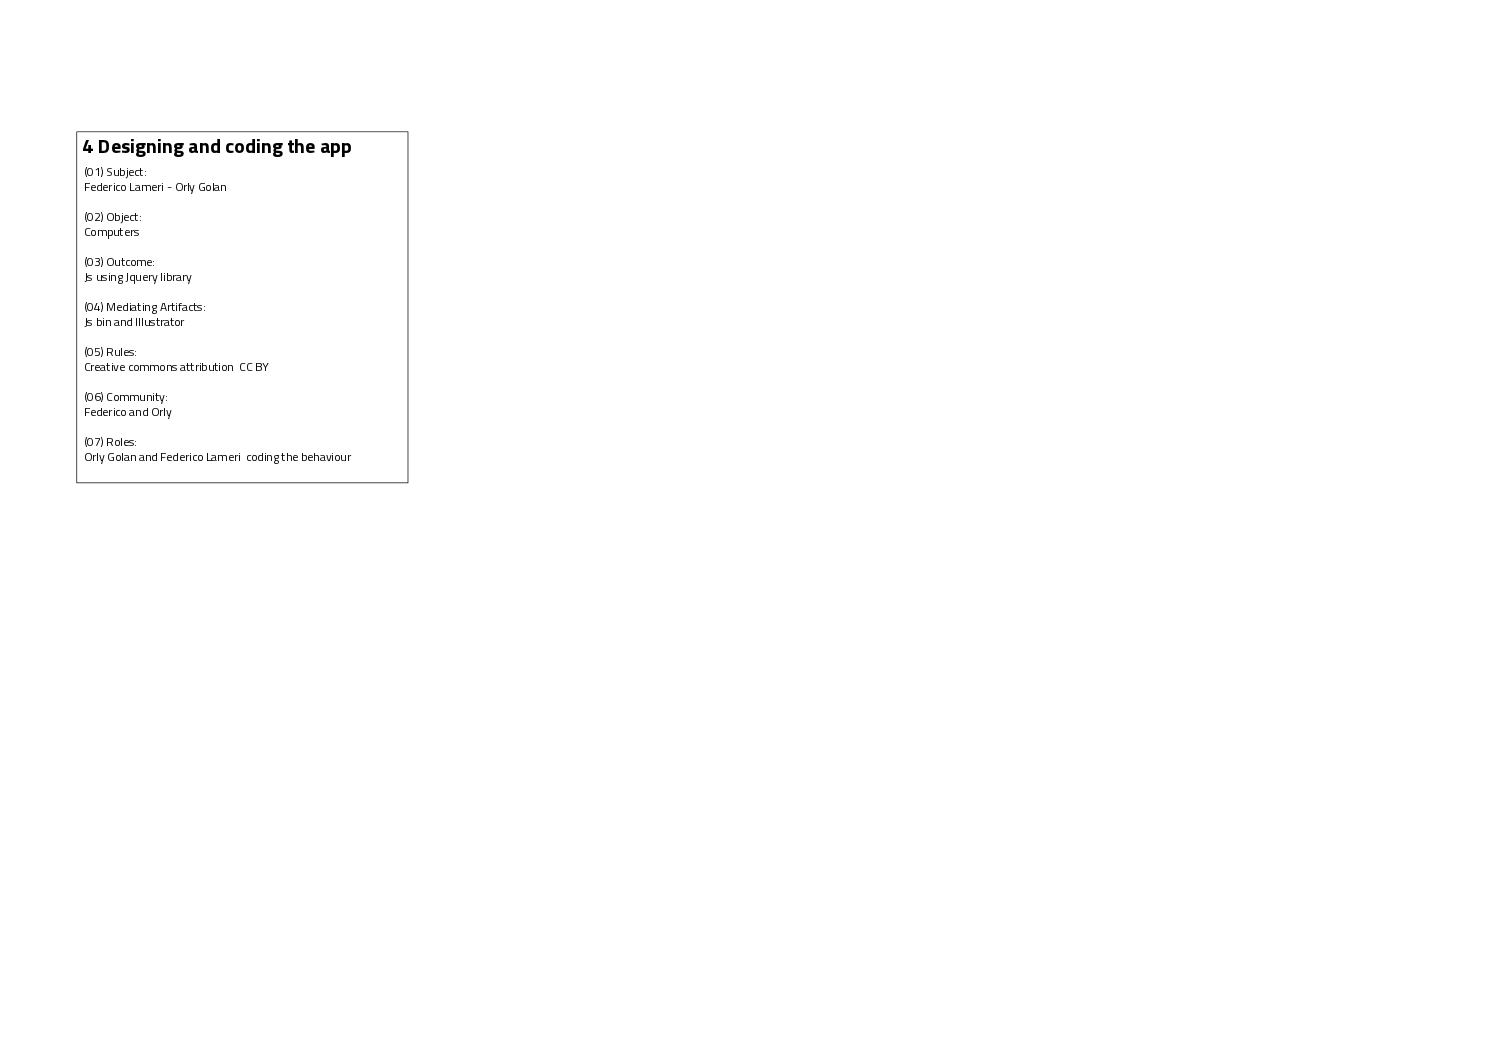 4 Designing and coding the app
(01) Subject:
Federico Lameri - Orly Golan
(02) Object:
Computers
(03) Outcome:
Js using Jquery library
(04) Mediating Artifacts:
Js bin and Illustrator
(05) Rules:
Creative commons attribution  CC BY
(06) Community:
Federico and Orly
(07) Roles:
Orly Golan and Federico Lameri  coding the behaviour